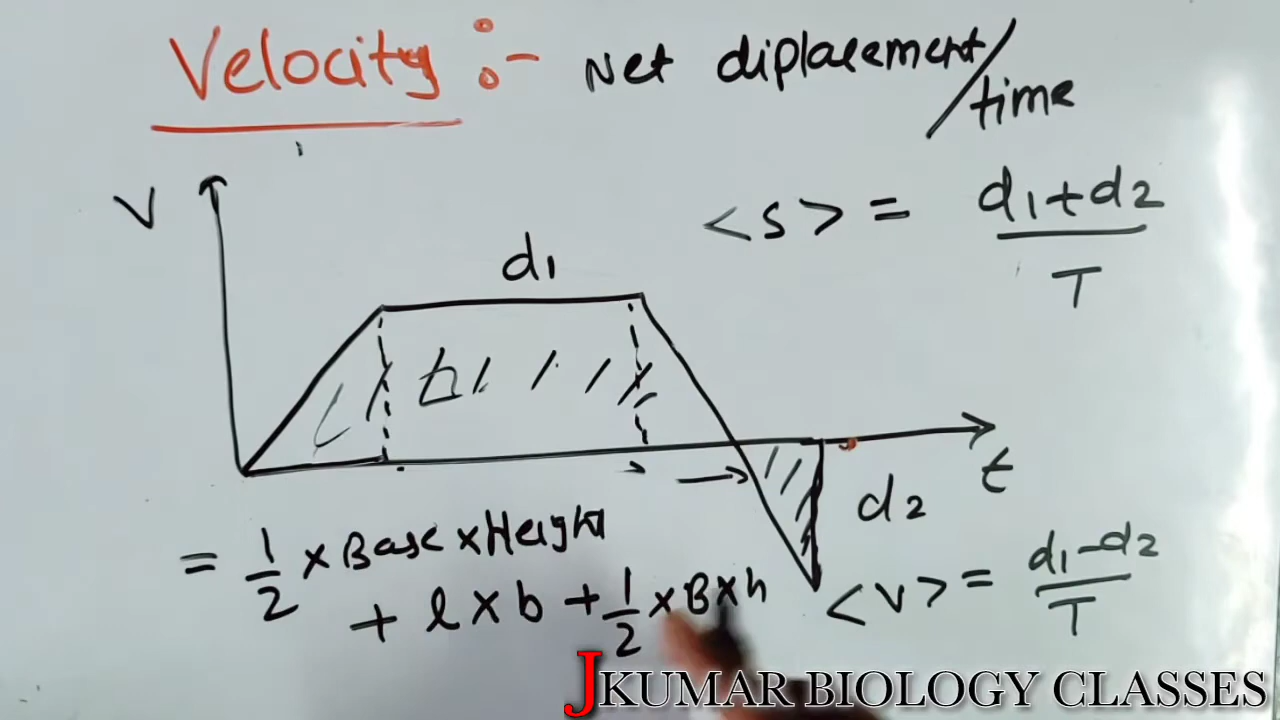 Velocity :- Net diplacement/
time
V
<s> = d1+d2
T
d1
t
d2
= 1/2 x Base x Height
+ l x b + 1/2 x B x h
<v> = d1-d2
T
JKUMAR BIOLOGY CLASSES